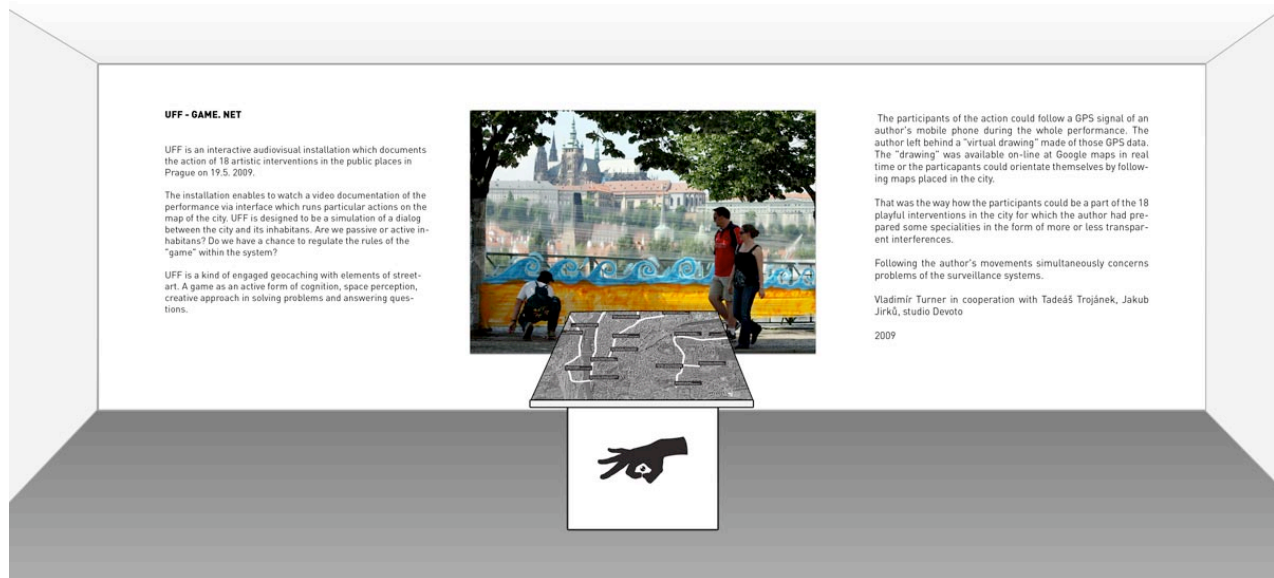 UFF - GAME. NET
UFF is an interactive audiovisual installation which documents
the action of 18 artistic interventions in the public places in
Prague on 19.5. 2009.
The installation enables to watch a video documentation of the
performance via interface which runs particular actions on the
map of the city. UFF is designed to be a simulation of a dialog
between the city and its inhabitans. Are we passive or active in-
habitans? Do we have a chance to regulate the rules of the
"game" within the system?
UFF is a kind of engaged geocaching with elements of street-
art. A game as an active form of cognition, space perception,
creative approach in solving problems and answering ques-
tions.
The participants of the action could follow a GPS signal of an
author's mobile phone during the whole performance. The
author left behind a "virtual drawing" made of those GPS data.
The "drawing" was available on-line at Google maps in real
time or the particapants could orientate themselves by follow-
ing maps placed in the city.
That was the way how the participants could be a part of the 18
playful interventions in the city for which the author had pre-
pared some specialities in the form of more or less transpar-
ent interferences.
Following the author's movements simultaneously concerns
problems of the surveillance systems.
Vladimír Turner in cooperation with Tadeáš Trojánek, Jakub
Jirků, studio Devoto
2009